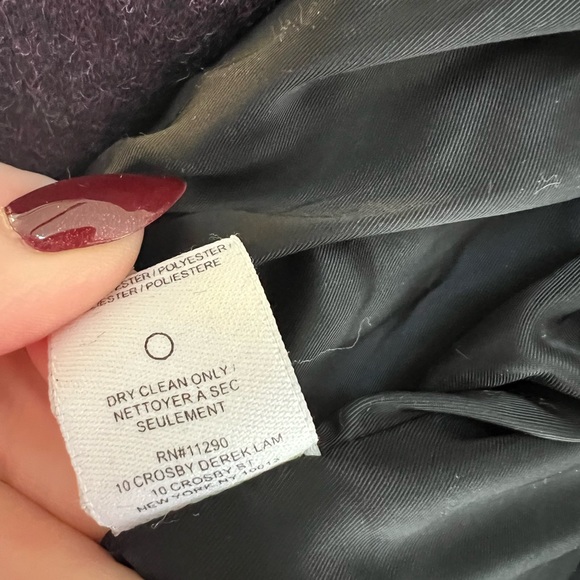 ESTER/POLYESTER/
ESTER/POLIESTERE
DRY CLEAN ONLY/
NETTOYER À SEC
SEULEMENT
RN#11290
10 CROSBY DEREK LAM
10 CROSBY ST
NEW YORK NY 10012